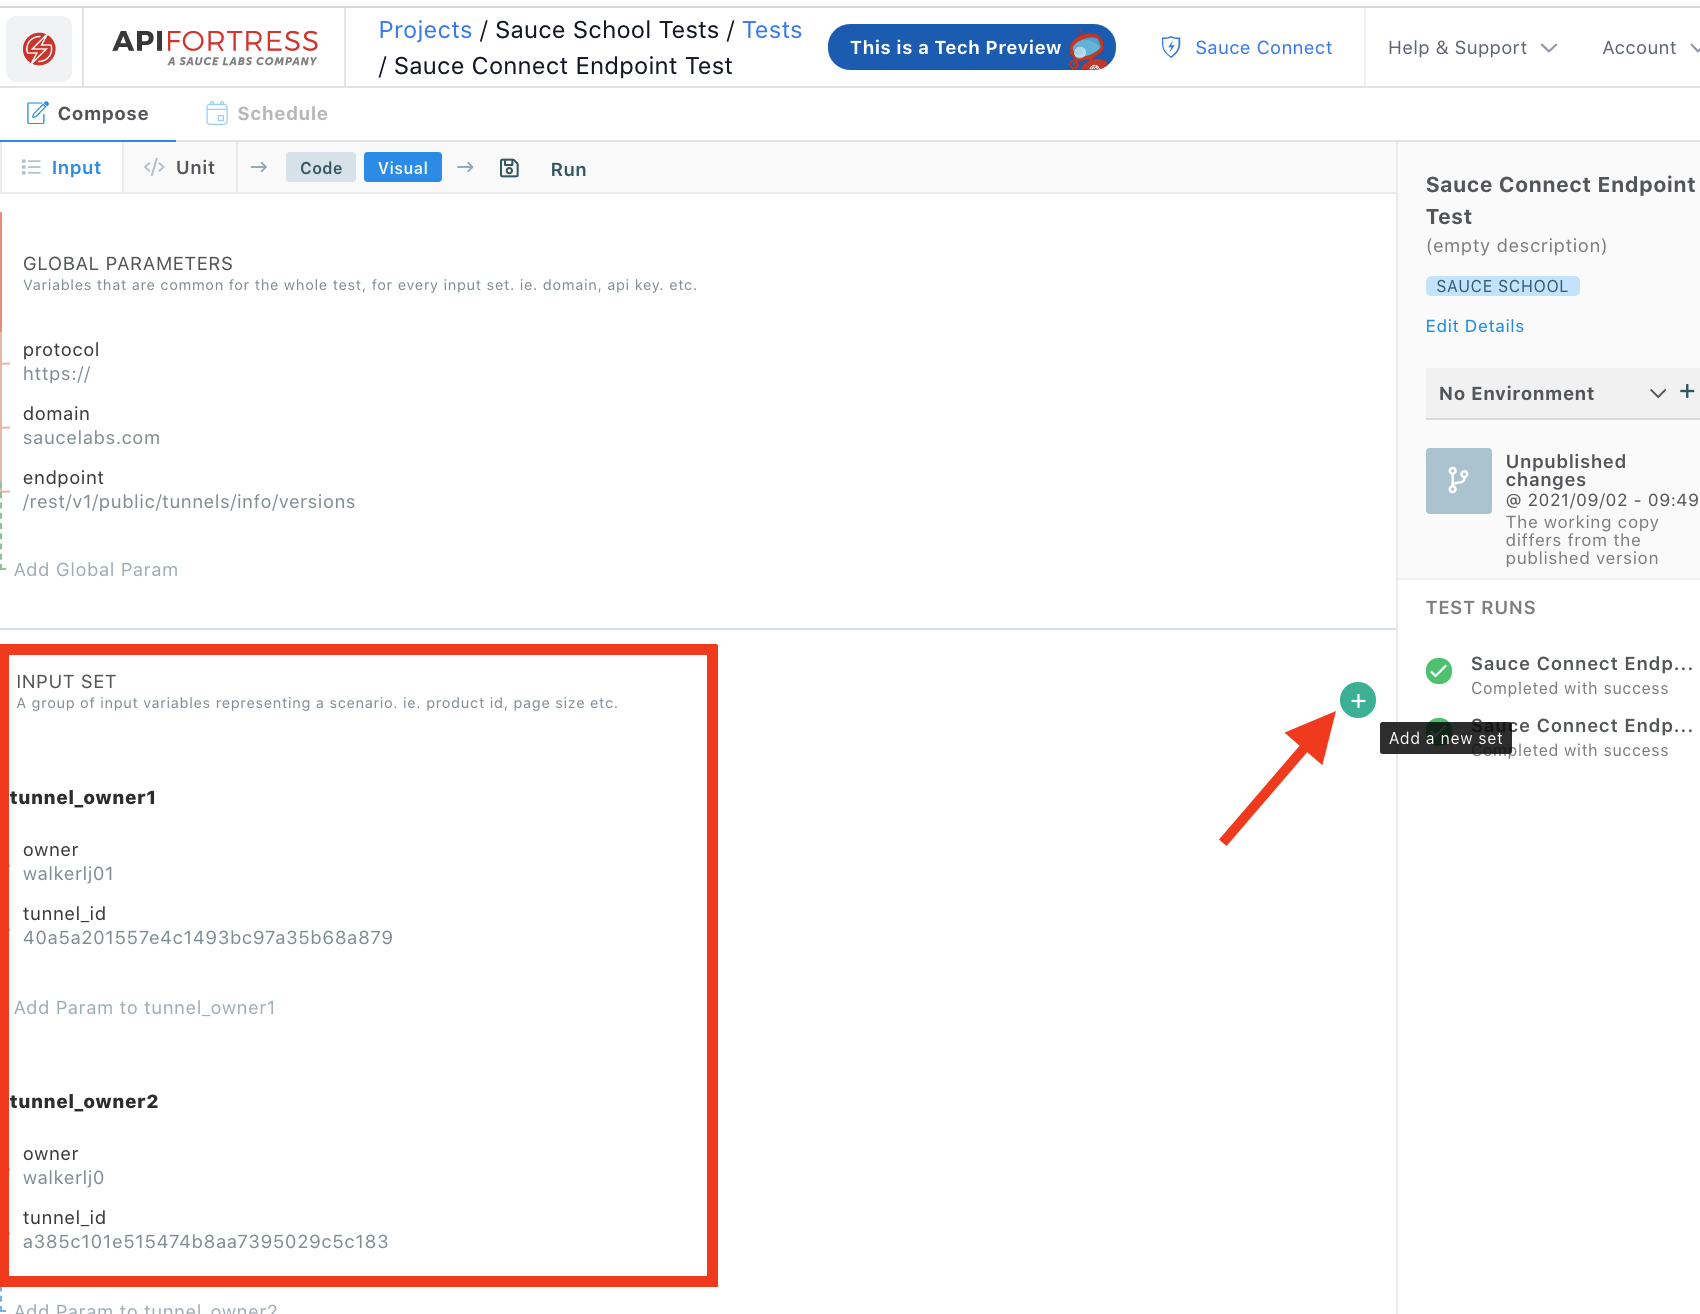 APIFORTRESS
A SAUCE LABS COMPANY
Projects / Sauce School Tests / Tests
/ Sauce Connect Endpoint Test
This is a Tech Preview
Sauce Connect
Help & Support
Account
Compose
Schedule
Input
</> Unit
Code
Visual
Run
GLOBAL PARAMETERS
Variables that are common for the whole test, for every input set. ie. domain, api key. etc.
protocol
https://
domain
saucelabs.com
endpoint
/rest/v1/public/tunnels/info/versions
Add Global Param
INPUT SET
A group of input variables representing a scenario. ie. product id, page size etc.
tunnel_owner1
owner
walkerlj01
tunnel_id
40a5a201557e4c1493bc97a35b68a879
Add Param to tunnel_owner1
tunnel_owner2
owner
walkerlj0
tunnel_id
a385c101e515474b8aa7395029c5c183
Add Param to tunnel_owner2
Sauce Connect Endpoint
Test
(empty description)
SAUCE SCHOOL
Edit Details
No Environment
Unpublished
changes
@ 2021/09/02 - 09:49
The working copy
differs from the
published version
TEST RUNS
Sauce Connect Endp...
Completed with success
Sauce Connect Endp...
Add a new set
Completed with success